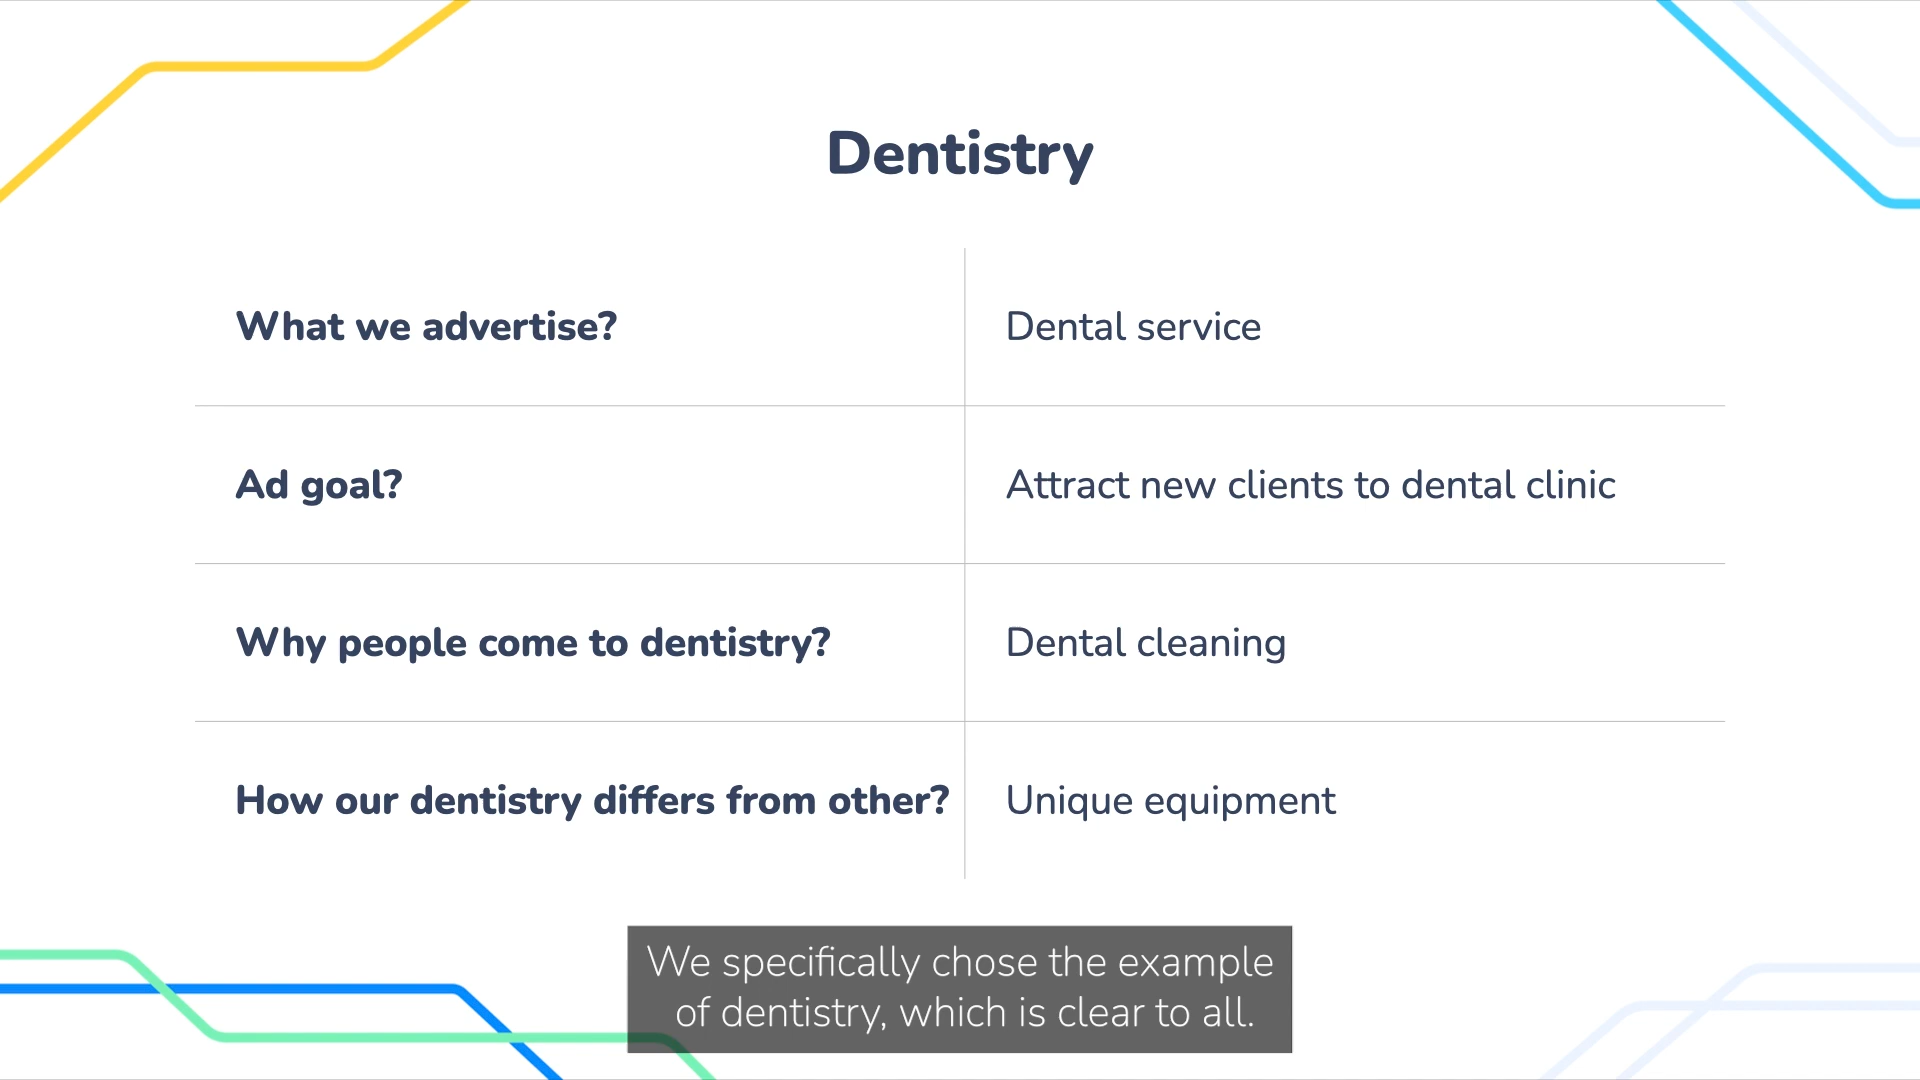 Dentistry
What we advertise?
Dental service
Ad goal?
Attract new clients to dental clinic
Why people come to dentistry?
Dental cleaning
How our dentistry differs from other?
Unique equipment
We specifically chose the example
of dentistry, which is clear to all.